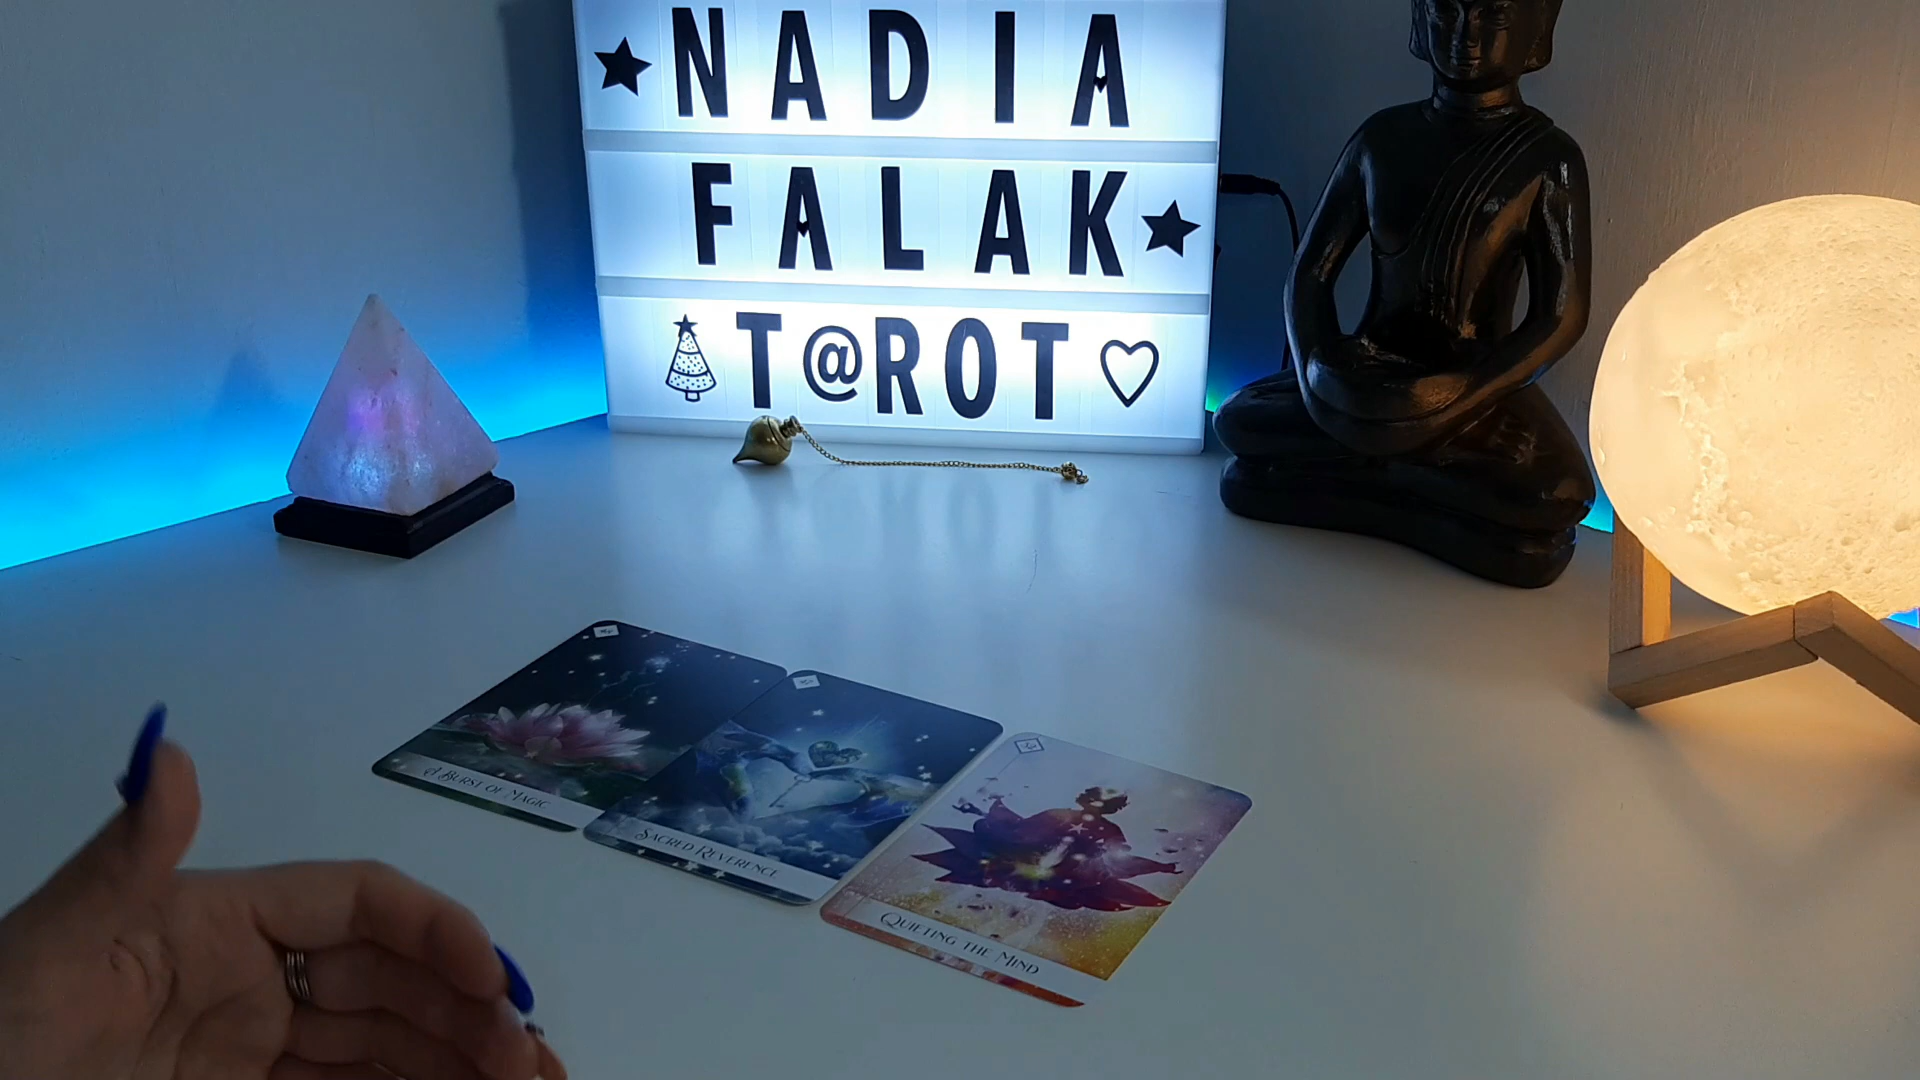 NADIA
FALAK
T@ROT
A BURST OF MAGIC
SACRED REVERENCE
QUIETING THE MIND